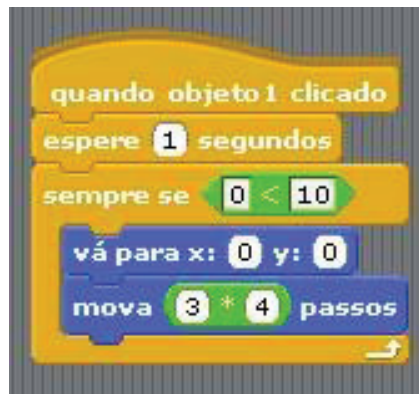 quando objeto1 clicado
espere 1 segundos
sempre se 0 < 10
vá para x: 0 y: 0
mova 3 * 4 passos